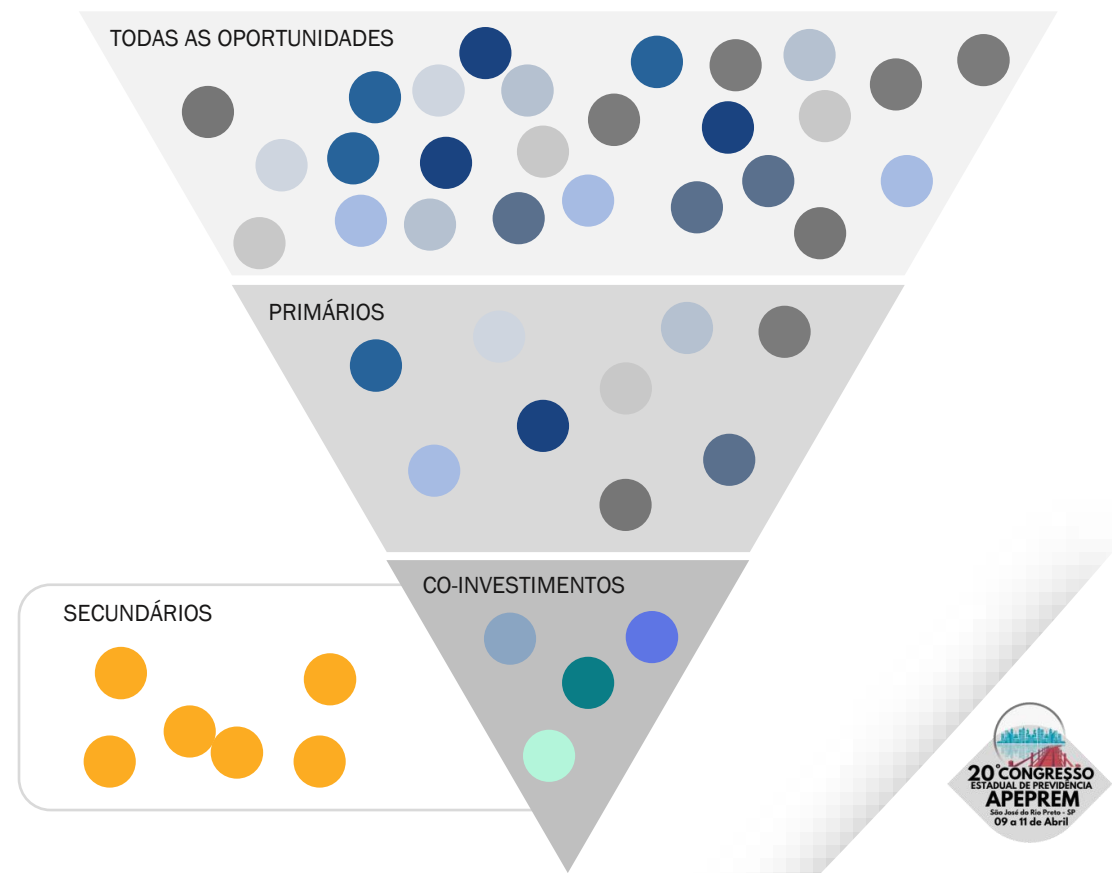 TODAS AS OPORTUNIDADES
PRIMÁRIOS
CO-INVESTIMENTOS
SECUNDÁRIOS
20°CONGRESSO
ESTADUAL DE PREVIDÊNCIA
APEPREM
São José do Rio Preto - SP
09 a 11 de Abril